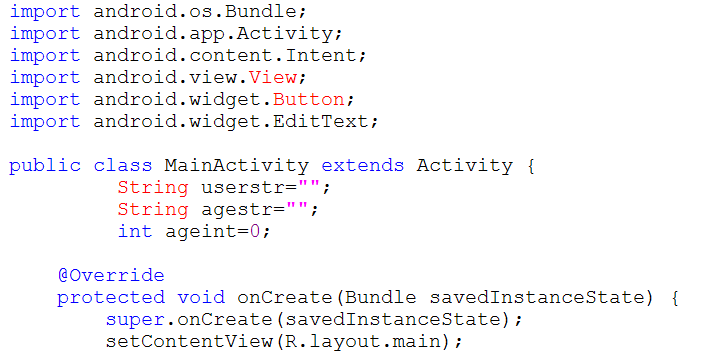 import android.os.Bundle;
import android.app.Activity;
import android.content.Intent;
import android.view.View;
import android.widget.Button;
import android.widget.EditText;

public class MainActivity extends Activity {
         String userstr="";
         String agestr="";
         int ageint=0;

    @Override
    protected void onCreate(Bundle savedInstanceState) {
        super.onCreate(savedInstanceState);
        setContentView(R.layout.main);